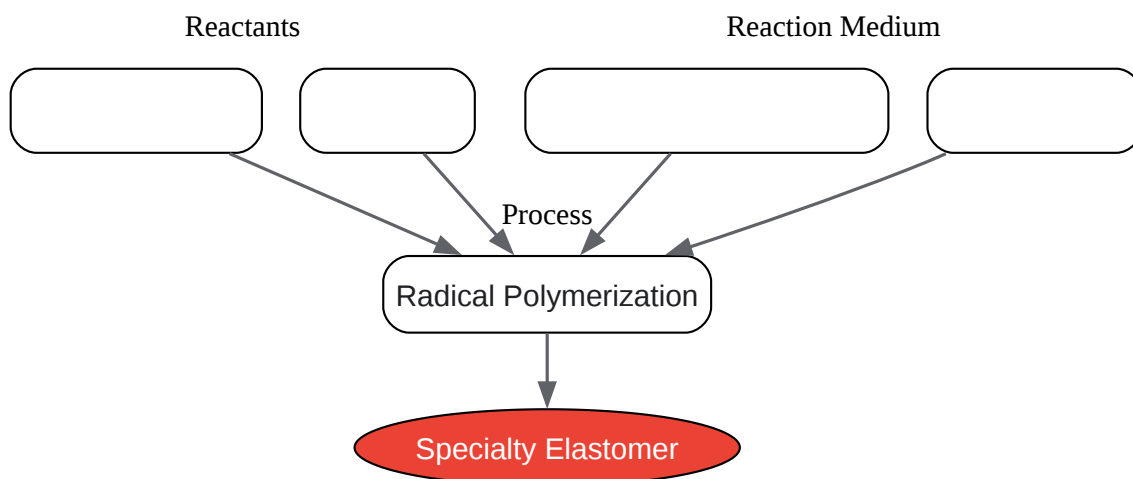 Reactants
Reaction Medium
Process
Radical Polymerization
Specialty Elastomer